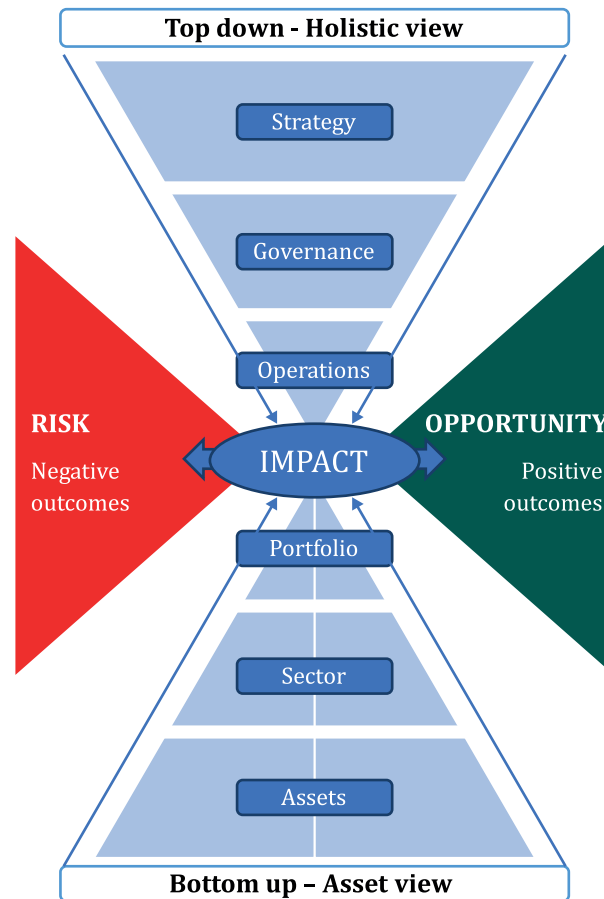 Top down - Holistic view
Strategy
Governance
Operations
RISK
Negative
outcomes
IMPACT
OPPORTUNITY
Positive
outcomes
Portfolio
Sector
Assets
Bottom up – Asset view